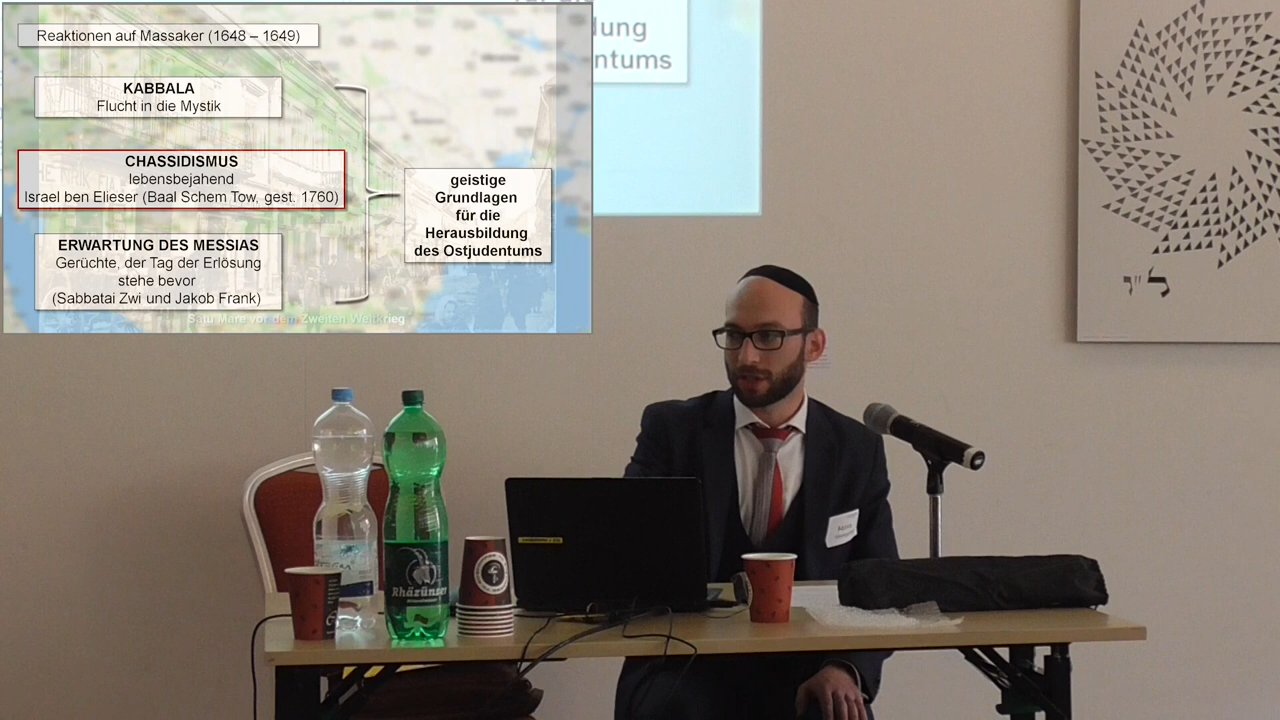 Reaktionen auf Massaker (1648 – 1649)
KABBALA
Flucht in die Mystik
CHASSIDISMUS
lebensbejahend
Israel ben Elieser (Baal Schem Tow, gest. 1760)
ERWARTUNG DES MESSIAS
Gerüchte, der Tag der Erlösung
stehe bevor
(Sabbatai Zwi und Jakob Frank)
geistige
Grundlagen
für die
Herausbildung
des Ostjudentums
Satu Mare vor dem Zweiten Weltkrieg
dung
ntums
Rhäzünser